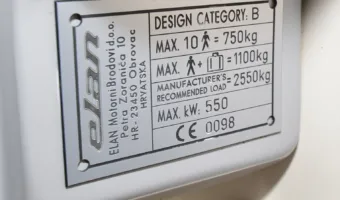 elan
ELAN Motorni Brodovi d.o.o.
Petra Zoranića 10
HR-23450 Obrovac
HRVATSKA
DESIGN CATEGORY: B
MAX. 10 = 750kg
MAX. + = 1100kg
MANUFACTURER'S
RECOMMENDED LOAD = 2550kg
MAX. kW: 550
CE 0098